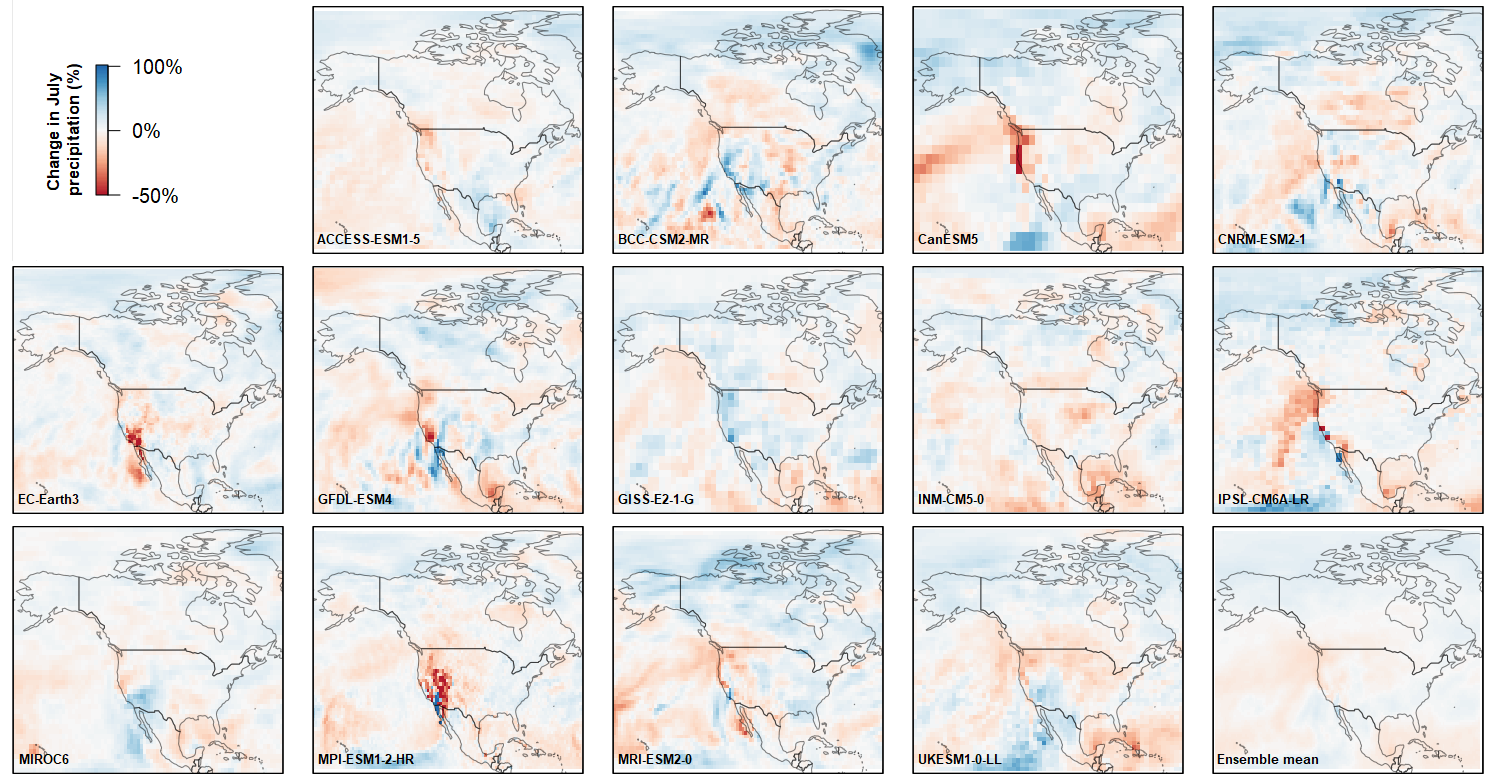 Change in July
precipitation (%)
100%
0%
-50%
ACCESS-ESM1-5
BCC-CSM2-MR
CanESM5
CNRM-ESM2-1
EC-Earth3
GFDL-ESM4
GISS-E2-1-G
INM-CM5-0
IPSL-CM6A-LR
MIROC6
MPI-ESM1-2-HR
MRI-ESM2-0
UKESM1-0-LL
Ensemble mean